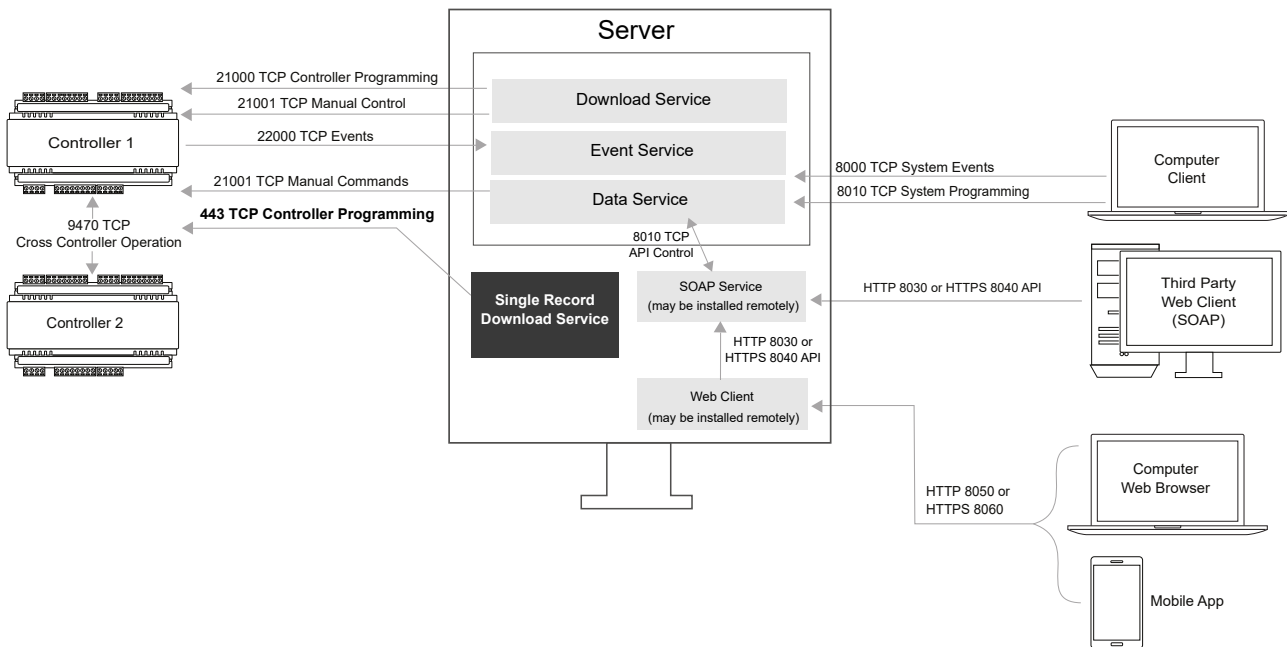 Server
21000 TCP Controller Programming
21001 TCP Manual Control
Download Service
Controller 1
22000 TCP Events
Event Service
8000 TCP System Events
Computer
Client
21001 TCP Manual Commands
Data Service
8010 TCP System Programming
443 TCP Controller Programming
9470 TCP
Cross Controller Operation
8010 TCP
API Control
Controller 2
Single Record
Download Service
SOAP Service
(may be installed remotely)
HTTP 8030 or HTTPS 8040 API
Third Party
Web Client
(SOAP)
HTTP 8030 or
HTTPS 8040 API
Web Client
(may be installed remotely)
HTTP 8050 or
HTTPS 8060
Computer
Web Browser
Mobile App